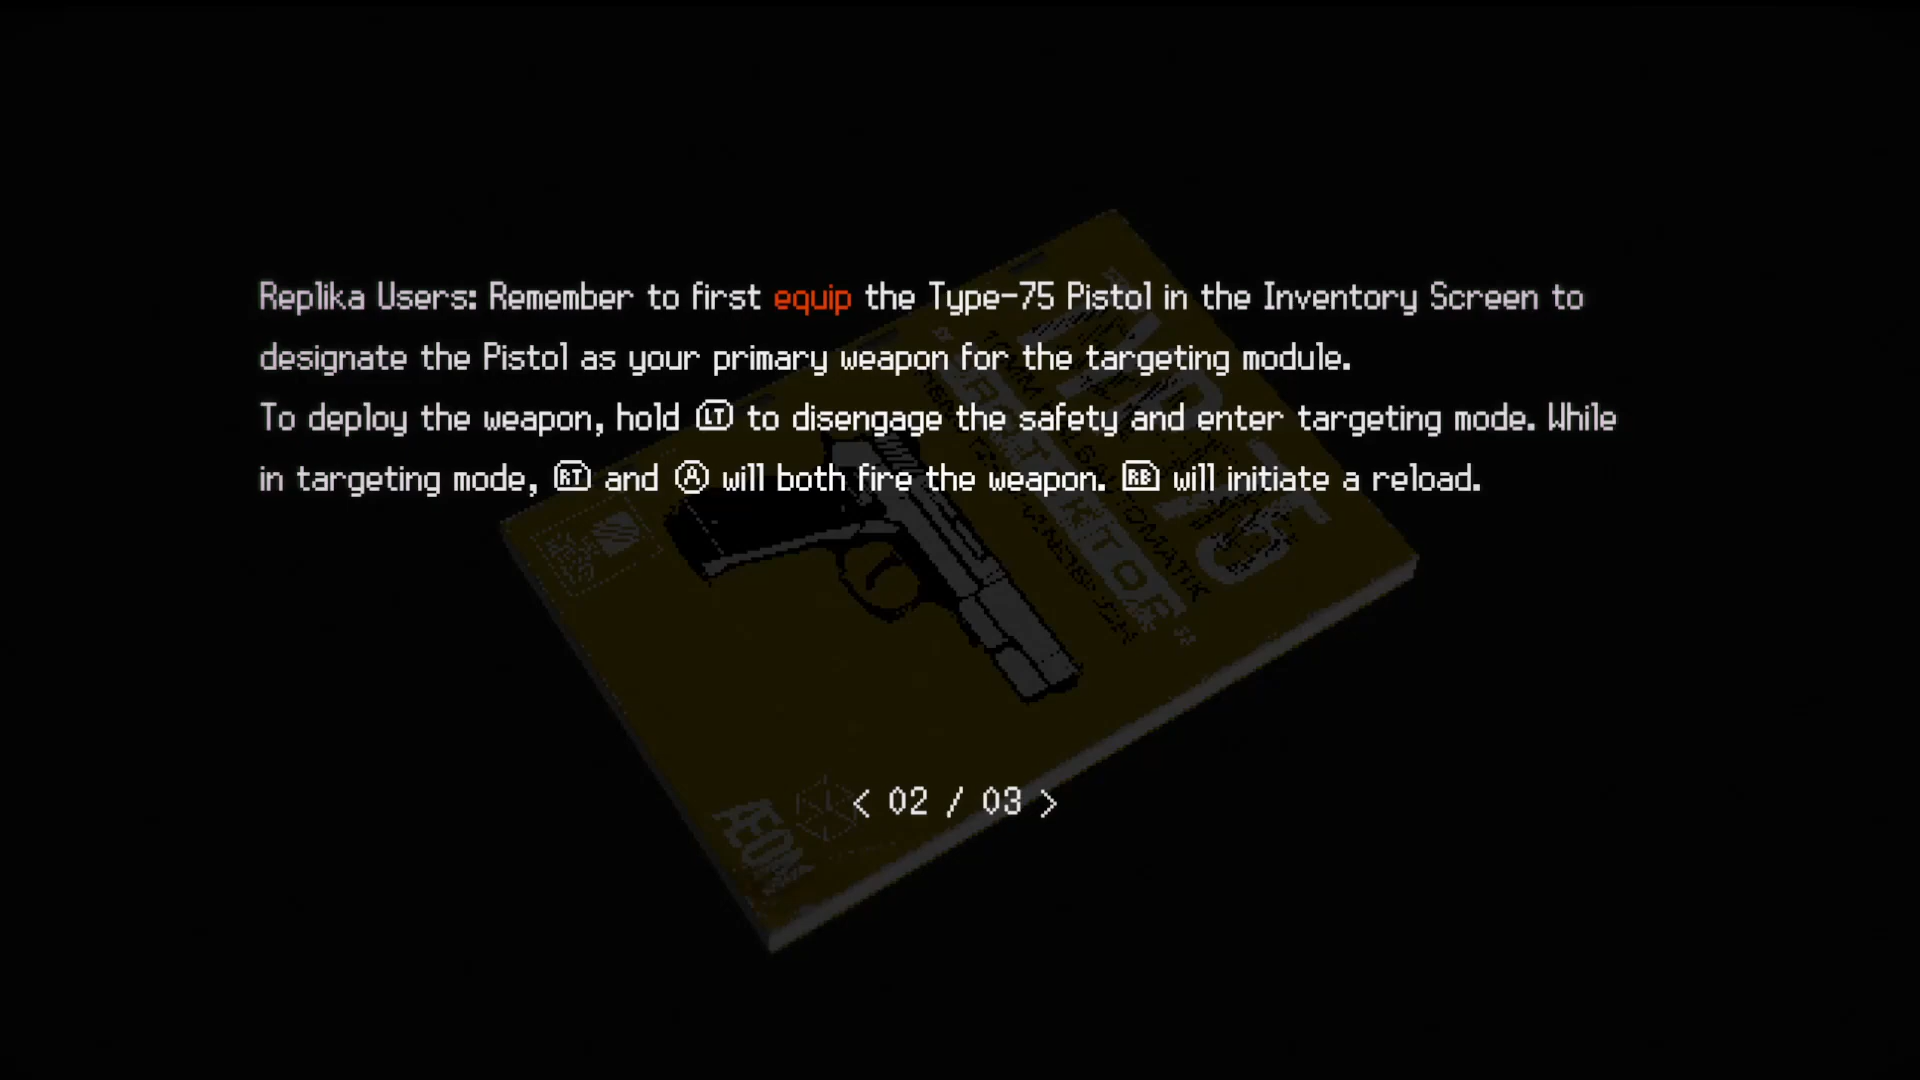 Replika Users: Remember to first equip the Type-75 Pistol in the Inventory Screen to
designate the Pistol as your primary weapon for the targeting module.
To deploy the weapon, hold LT to disengage the safety and enter targeting mode. While
in targeting mode, RT and A will both fire the weapon. RB will initiate a reload.
< 02 / 03 >
ÆON